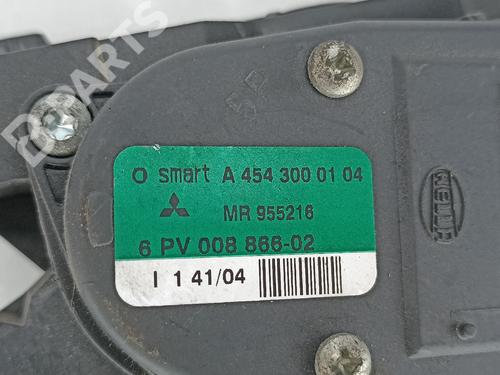 B-PARTS
smart A 454 300 01 04
MR 955216
6 PV 008 866-02
I 1 41/04
HELLA